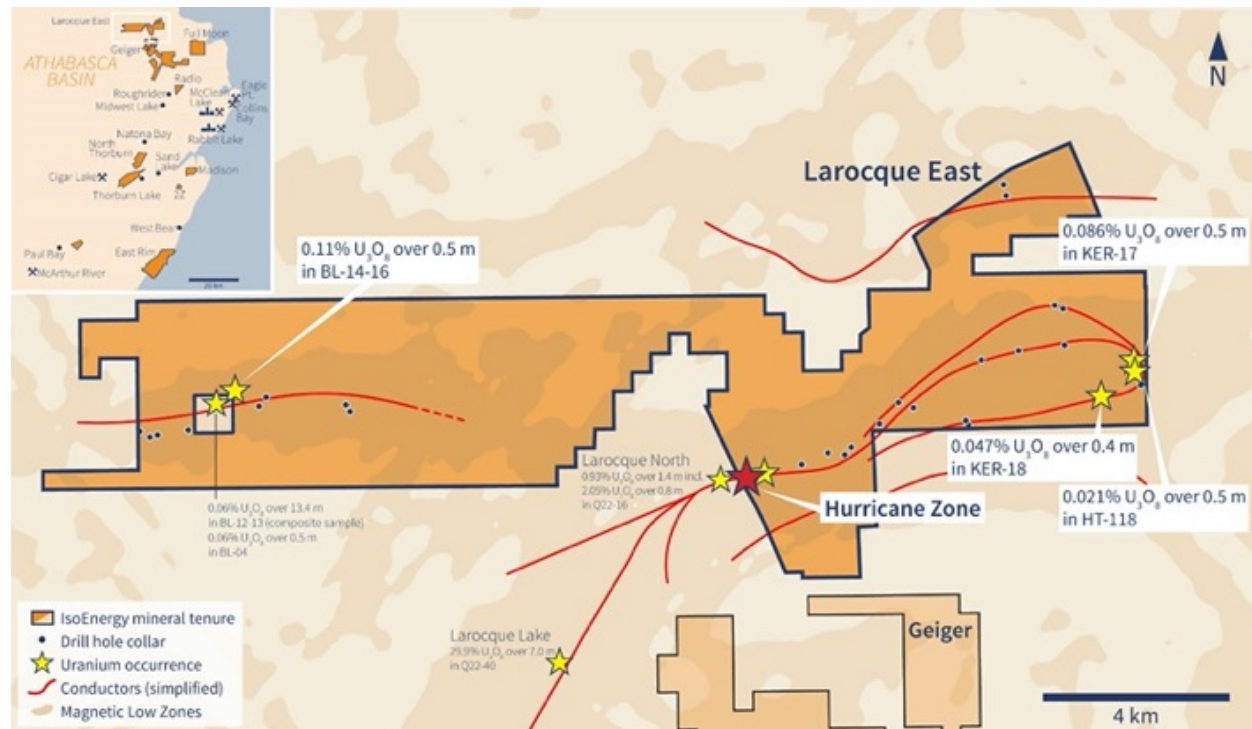 Larocque East
Full Moon
Geiger
ATHABASCA
BASIN
Radio
Roughrider
McClean
Lake
Eagle
Pt.
Midwest Lake
Collins
Bay
Rabbit Lake
Natona Bay
North
Thorburn
Sand
Lake
Madison
Cigar Lake
Thorburn Lake
2Z
West Bear
Paul Bay
East Rim
McArthur River
20 km
N
Larocque East
0.11% U₃O₈ over 0.5 m
in BL-14-16
0.086% U₃O₈ over 0.5 m
in KER-17
0.047% U₃O₈ over 0.4 m
in KER-18
0.021% U₃O₈ over 0.5 m
in HT-118
Larocque North
0.93% U₃O₈ over 1.4 m incl.
2.05% U₃O₈ over 0.8 m
in Q22-16
Hurricane Zone
0.06% U₃O₈ over 13.4 m
in BL-12-13 (composite sample)
0.06% U₃O₈ over 0.5 m
in BL-04
Larocque Lake
29.9% U₃O₈ over 7.0 m
in Q22-40
Geiger
IsoEnergy mineral tenure
Drill hole collar
Uranium occurrence
Conductors (simplified)
Magnetic Low Zones
4 km